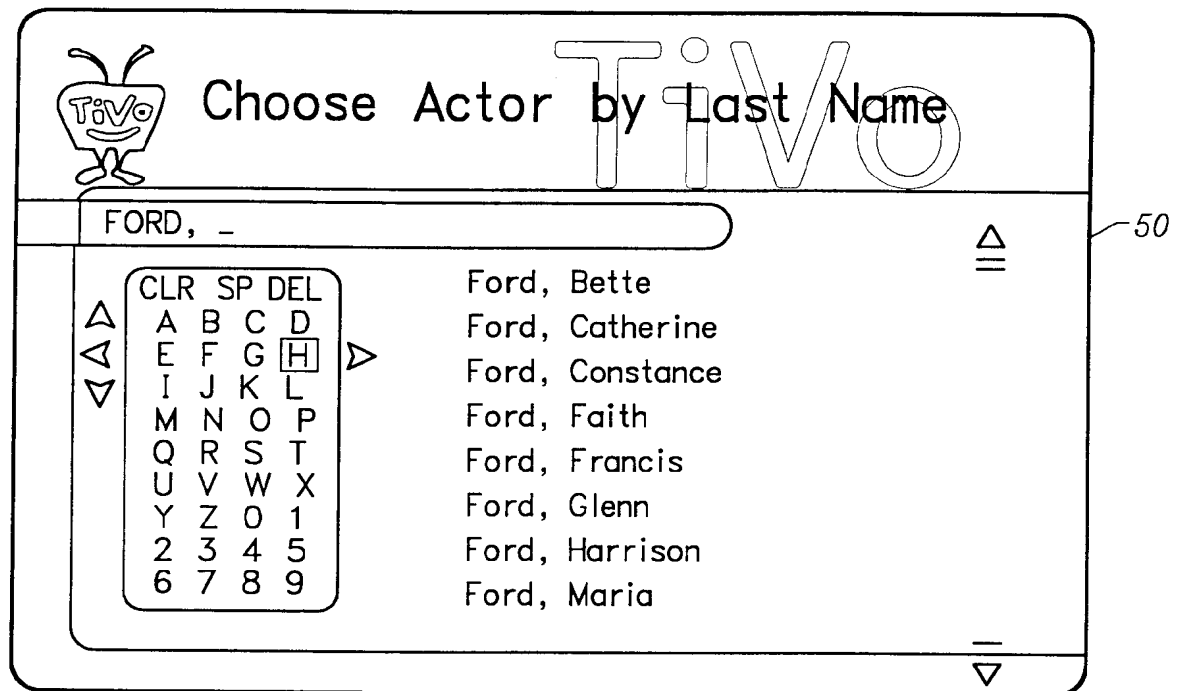 TiVo
TiVo
Choose Actor by Last Name
FORD, _
50
CLR SP DEL
A B C D
E F G H
I J K L
M N O P
Q R S T
U V W X
Y Z 0 1
2 3 4 5
6 7 8 9
Ford, Bette
Ford, Catherine
Ford, Constance
Ford, Faith
Ford, Francis
Ford, Glenn
Ford, Harrison
Ford, Maria